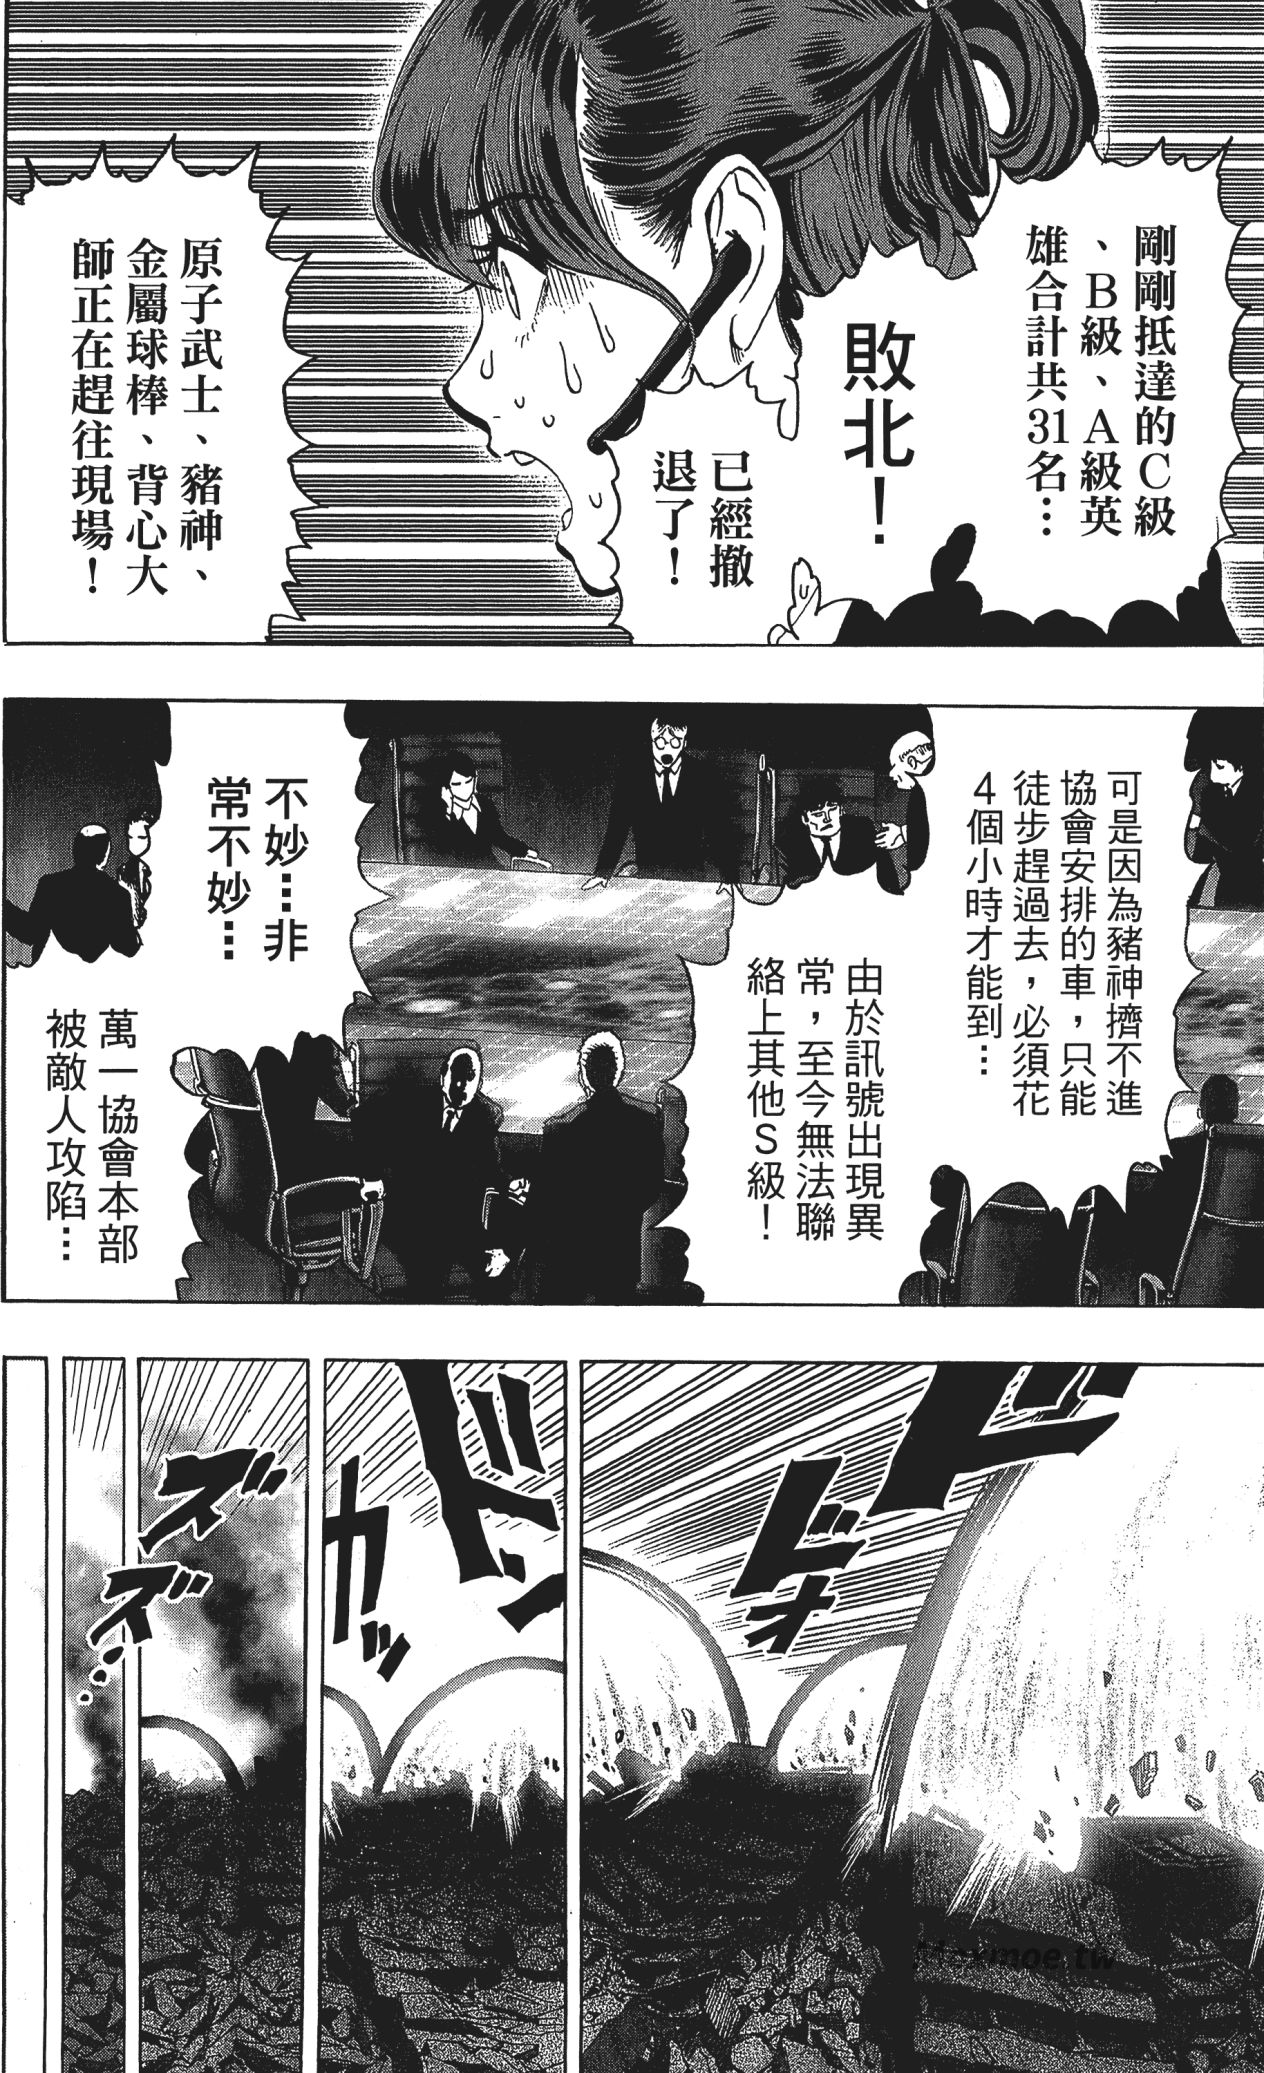 剛剛抵達的C級
、B級、A級英
雄合計共31名…
敗北！
已經撤
退了！
原子武士、豬神、
金屬球棒、背心大
師正在趕往現場！
可是因為豬神擠不進
協會安排的車，只能
徒步趕過去，必須花
４個小時才能到…
由於訊號出現異
常，至今無法聯
絡上其他Ｓ級！
不妙…非
常不妙…
萬一協會本部
被敵人攻陷…
ドォ
ドンカッ
ズズ…